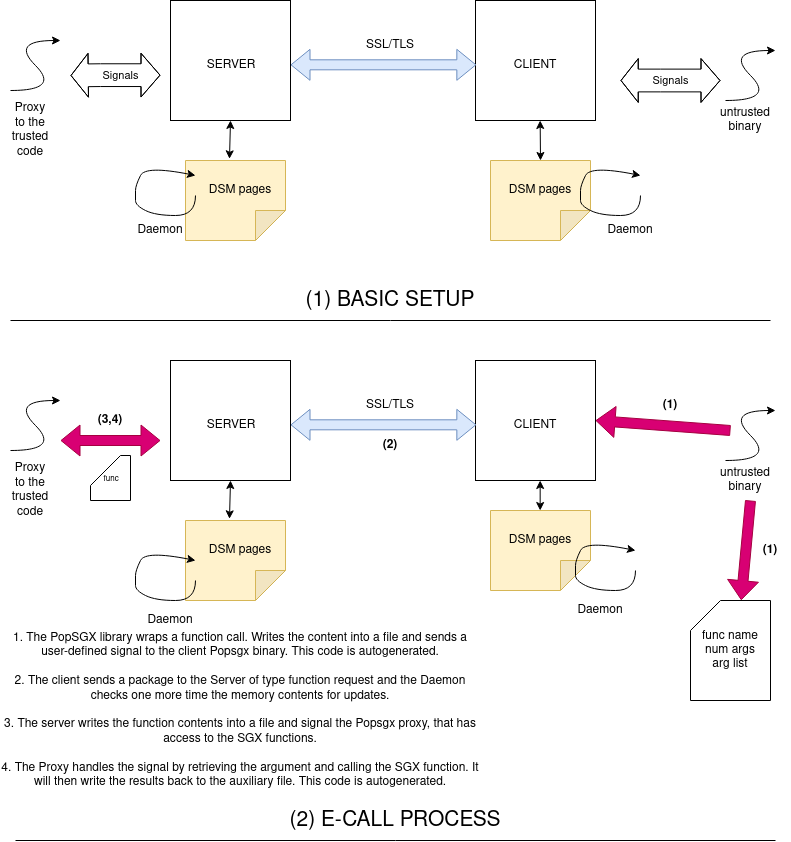 SSL/TLS
SERVER
CLIENT
Signals
Signals
Proxy
to the
trusted
code
untrusted
binary
DSM pages
DSM pages
Daemon
Daemon
(1) BASIC SETUP
SSL/TLS
(1)
(3,4)
SERVER
CLIENT
(2)
Proxy
to the
trusted
code
func
untrusted
binary
DSM pages
DSM pages
(1)
Daemon
Daemon
func name
num args
arg list
1. The PopSGX library wraps a function call. Writes the content into a file and sends a
user-defined signal to the client Popsgx binary. This code is autogenerated.
2. The client sends a package to the Server of type function request and the Daemon
checks one more time the memory contents for updates.
3. The server writes the function contents into a file and signal the Popsgx proxy, that has
access to the SGX functions.
4. The Proxy handles the signal by retrieving the argument and calling the SGX function. It
will then write the results back to the auxiliary file. This code is autogenerated.
(2) E-CALL PROCESS